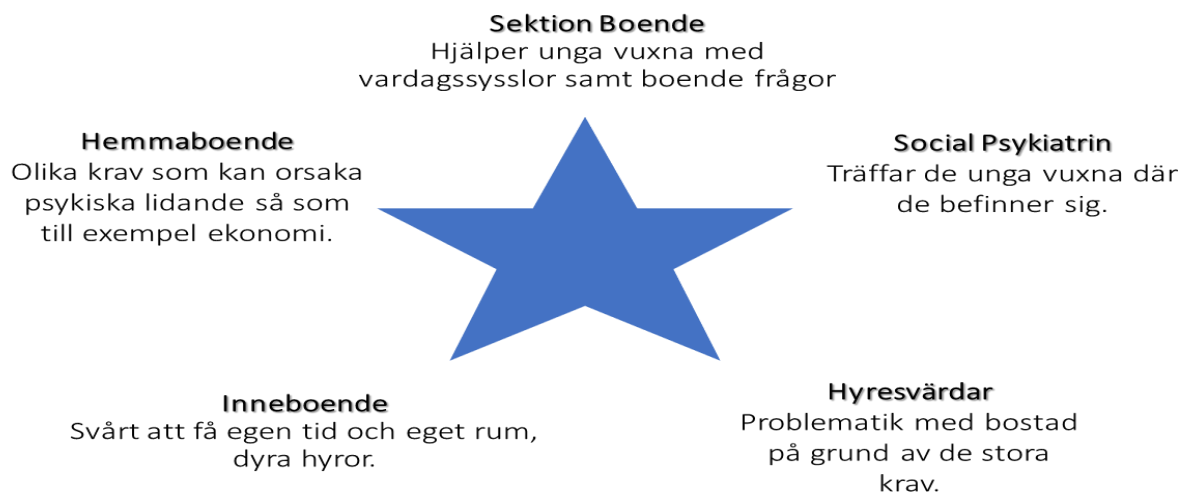 Sektion Boende
Hjälper unga vuxna med
vardagssysslor samt boende frågor
Hemmaboende
Olika krav som kan orsaka
psykiska lidande så som
till exempel ekonomi.
Social Psykiatrin
Träffar de unga vuxna där
de befinner sig.
Inneboende
Svårt att få egen tid och eget rum,
dyra hyror.
Hyresvärdar
Problematik med bostad
på grund av de stora
krav.